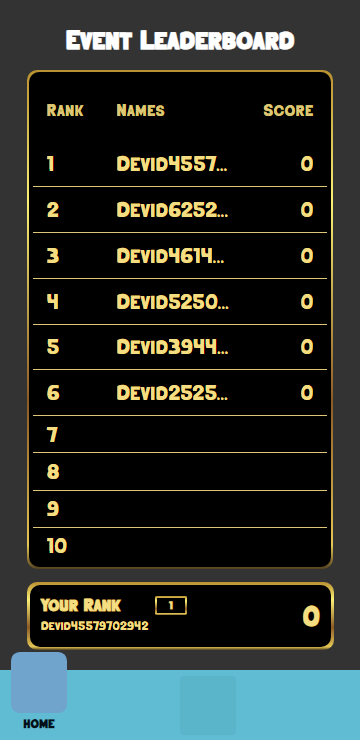 Event Leaderboard
Rank Names Score
1 Devid4557... 0
2 Devid6252... 0
3 Devid4614... 0
4 Devid5250... 0
5 Devid3944... 0
6 Devid2525... 0
7
8
9
10
Your Rank 1
Devid45579702942 0
HOME